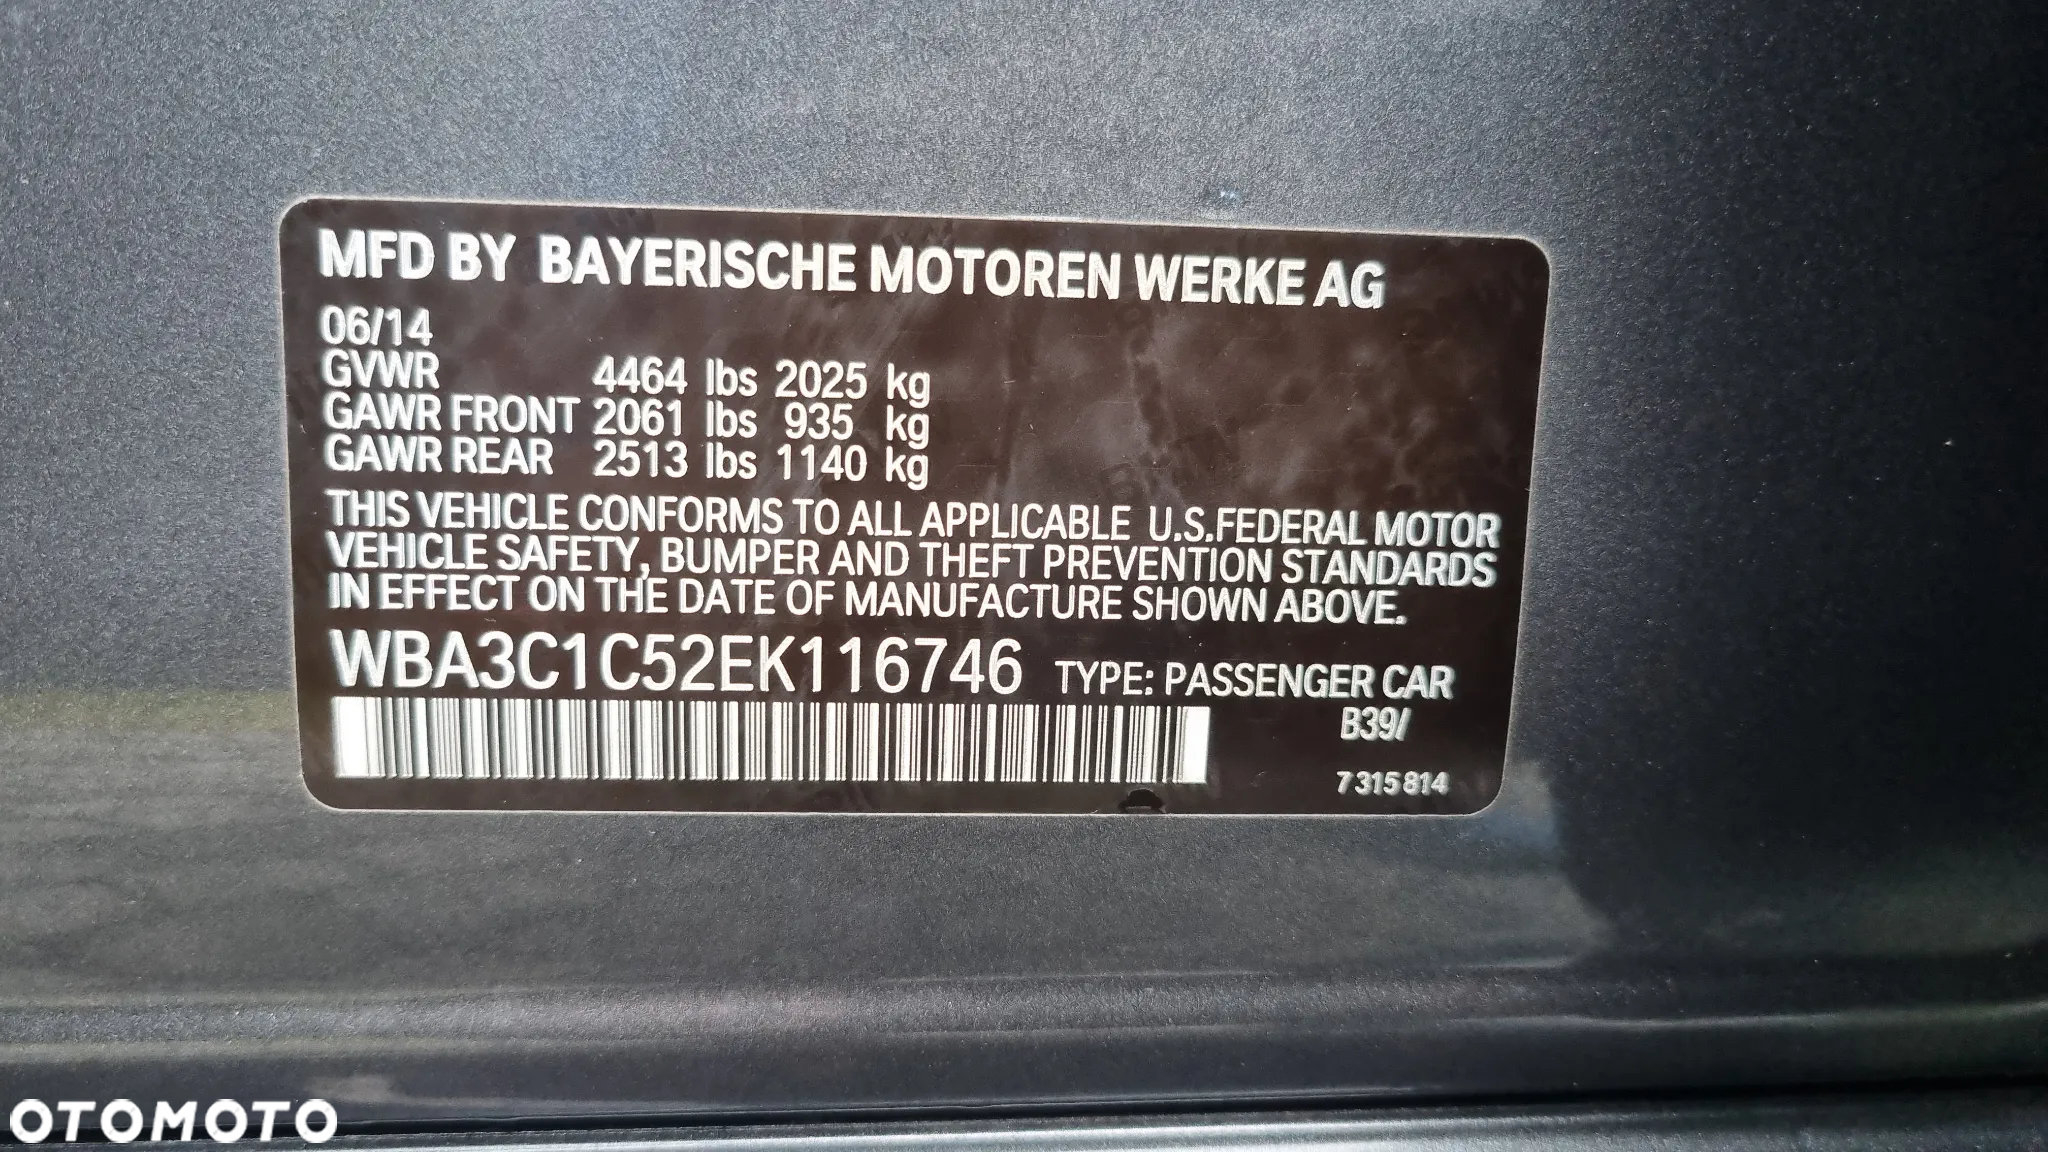 MFD BY BAYERISCHE MOTOREN WERKE AG
06/14
GVWR 4464 lbs 2025 kg
GAWR FRONT 2061 lbs 935 kg
GAWR REAR 2513 lbs 1140 kg
THIS VEHICLE CONFORMS TO ALL APPLICABLE U.S.FEDERAL MOTOR
VEHICLE SAFETY, BUMPER AND THEFT PREVENTION STANDARDS
IN EFFECT ON THE DATE OF MANUFACTURE SHOWN ABOVE.
WBA3C1C52EK116746 TYPE: PASSENGER CAR
B39/
7 315 814
OTOMOTO